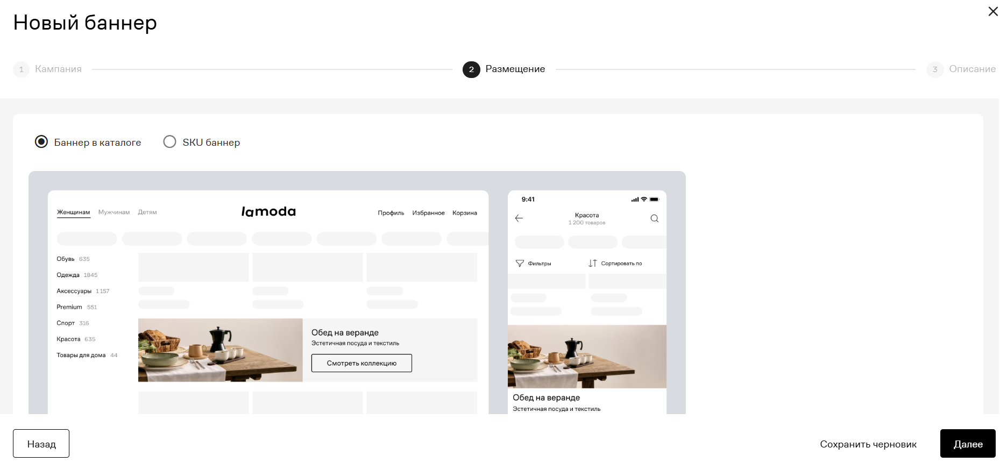 Новый баннер
1 Кампания
2 Размещение
3 Описание
Баннер в каталоге
SKU баннер
Женщинам Мужчинам Детям
lamoda
Профиль Избранное Корзина
Обувь 635
Одежда 1845
Аксессуары 1 157
Premium 551
Спорт 316
Красота 635
Товары для дома 44
Обед на веранде
Эстетичная посуда и текстиль
Смотреть коллекцию
9:41
Красота
1 200 товаров
Фильтры
Сортировать по
Обед на веранде
Эстетичная посуда и текстиль
Назад
Сохранить черновик
Далее